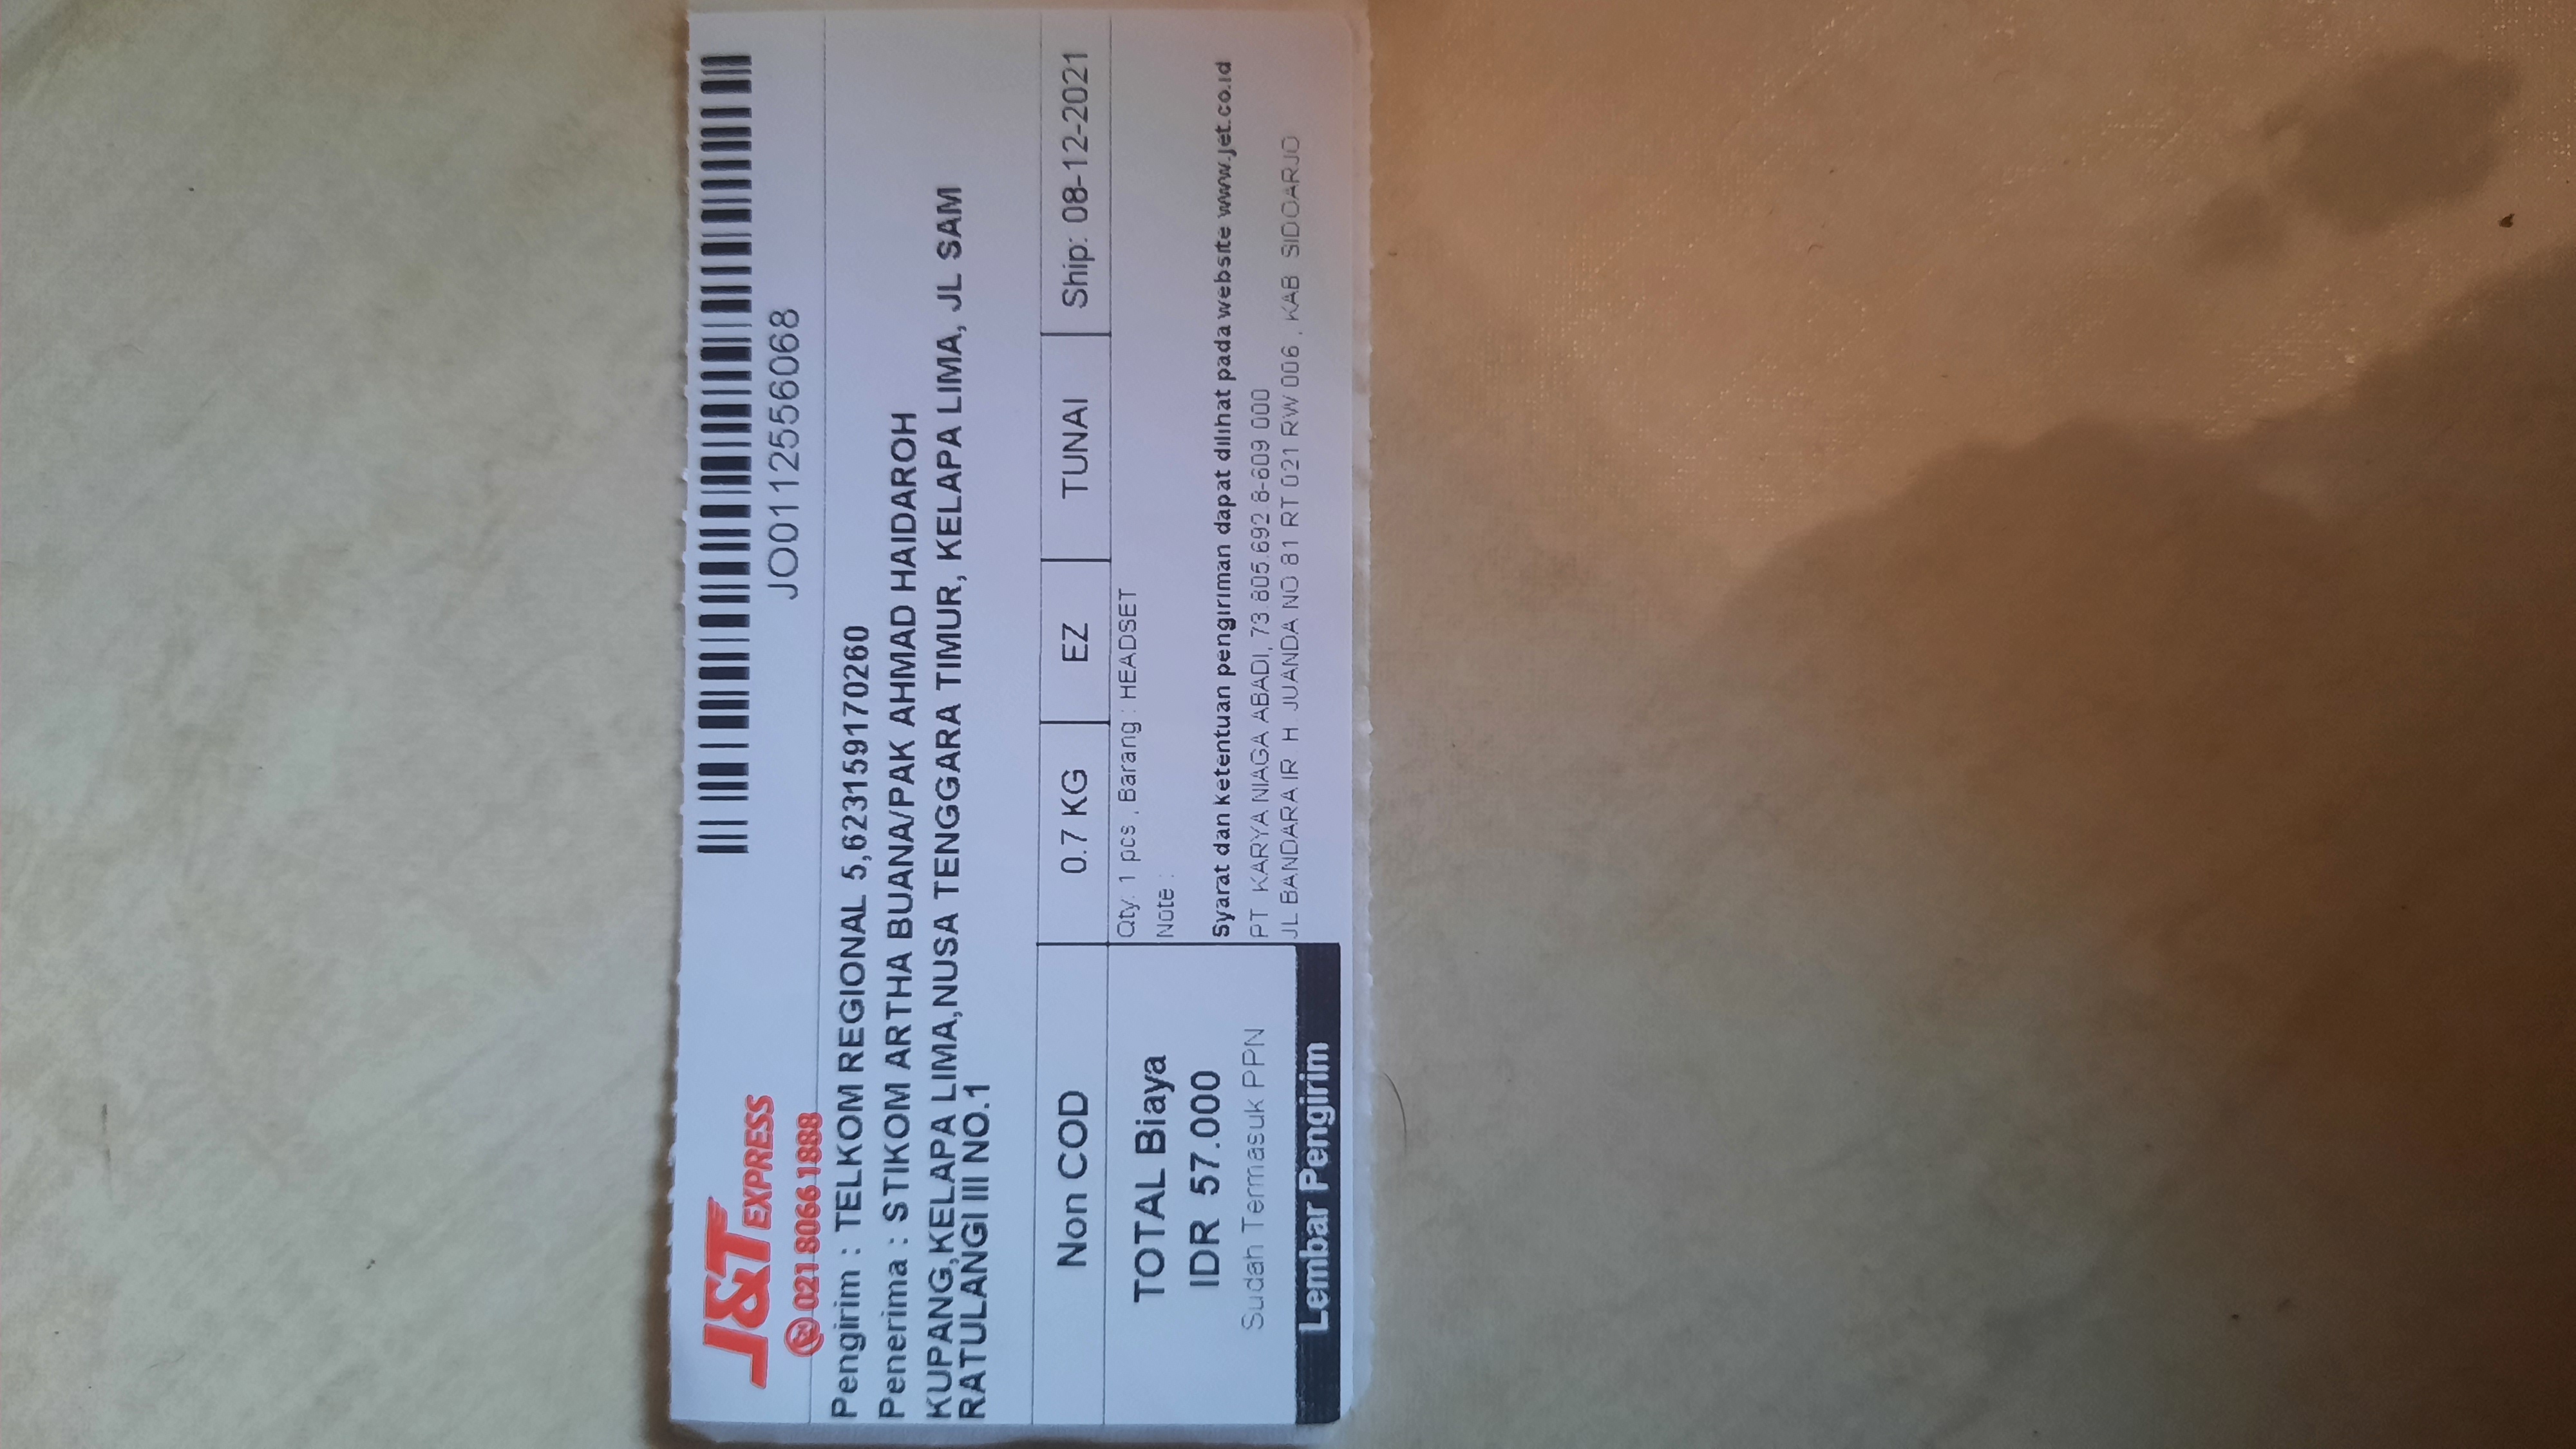 J&T EXPRESS
021 8066 1888
JO0112556068
Pengirim : TELKOM REGIONAL 5,623159170260
Penerima : STIKOM ARTHA BUANA/PAK AHMAD HAIDAROH
KUPANG,KELAPA LIMA,NUSA TENGGARA TIMUR, KELAPA LIMA, JL SAM
RATULANGI III NO.1
Non COD 0.7 KG EZ TUNAI Ship: 08-12-2021
TOTAL Biaya
IDR 57.000
Sudah Termasuk PPN
Lembar Pengirim
Qty: 1 pcs , Barang : HEADSET
Note :
Syarat dan ketentuan pengiriman dapat dilihat pada website www.jet.co.id
PT. KARYA NIAGA ABADI, 73.805.692.8-609.000
JL BANDARA IR. H. JUANDA NO 81 RT 021 RW 006 , KAB. SIDOARJO